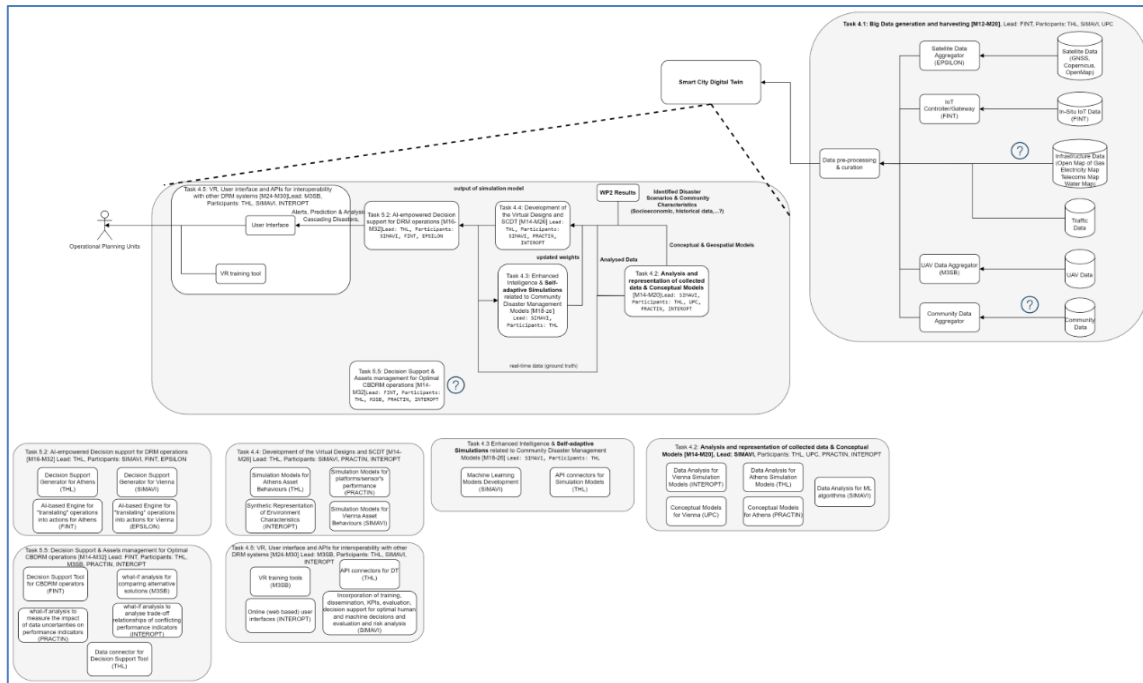 Task 4.1: Big Data generation and harvesting [M12-M20], Lead: FINT, Participants: THL, SIMAVI, UPC
Satellite Data
Aggregator
(EPSILON)
Satellite Data
(GNSS,
Copernicus,
OpenMap)
Smart City Digital Twin
IoT
Controller/Gateway
(FINT)
In-Situ IoT Data
(FINT)
Data pre-processing
& curation
?
Infrastructure Data
(Open Map of Gas
Electricity Map
Telecoms Map
Water Map)
Traffic
Data
UAV Data Aggregator
(M3SB)
UAV Data
Community Data
Aggregator
?
Community
Data
output of simulation model
Task 4.5: VR, User interface and APIs for interoperability
with other DRM systems [M24-M30] Lead: M3SB,
Participants: THL, SIMAVI, INTEROPT
User Interface
VR training tool
Operational Planning Units
Alerts, Prediction & Analysis
Cascading Disasters,
Task 5.2: AI-empowered Decision
support for DRM operations [M16-
M32] Lead: THL, Participants:
SIMAVI, FINT, EPSILON
Task 4.4: Development of
the Virtual Designs and
SCDT [M14-M26] Lead:
THL, Participants:
SIMAVI, PRACTIN,
INTEROPT
WP2 Results
Identified Disaster
Scenarios & Community
Characteristics
(Socioeconomic, historical data,...?)
Conceptual & Geospatial Models
updated weights
Analysed Data
Task 4.3: Enhanced
Intelligence & Self-
adaptive Simulations
related to Community
Disaster Management
Models [M18-26]
Lead: SIMAVI,
Participants: THL
Task 4.2: Analysis and
representation of collected
data & Conceptual Models
[M14-M20] Lead: SIMAVI,
Participants: THL, UPC,
PRACTIN, INTEROPT
real-time data (ground truth)
Task 5.5: Decision Support &
Assets management for Optimal
CBDRM operations [M14-
M32] Lead: FINT, Participants:
THL, M3SB, PRACTIN, INTEROPT
?
Task 5.2: AI-empowered Decision support for DRM operations
[M16-M32] Lead: THL, Participants: SIMAVI, FINT, EPSILON
Decision Support
Generator for Athens
(THL)
Decision Support
Generator for Vienna
(SIMAVI)
AI-based Engine for
"translating" operations
into actions for Athens
(FINT)
AI-based Engine for
"translating" operations
into actions for Vienna
(EPSILON)
Task 4.4: Development of the Virtual Designs and SCDT [M14-
M26] Lead: THL, Participants: SIMAVI, PRACTIN, INTEROPT
Simulation Models for
Athens Asset
Behaviours (THL)
Simulation Models for
platforms/sensor's
performance
(PRACTIN)
Synthetic Representation
of Environment
Characteristics
(INTEROPT)
Simulation Models for
Vienna Asset
Behaviours (SIMAVI)
Task 4.3 Enhanced Intelligence & Self-adaptive
Simulations related to Community Disaster Management
Models [M18-26] Lead: SIMAVI, Participants: THL
Machine Learning
Models Development
(SIMAVI)
API connectors for
Simulation Models
(THL)
Task 4.2: Analysis and representation of collected data & Conceptual
Models [M14-M20], Lead: SIMAVI, Participants: THL, UPC, PRACTIN, INTEROPT
Data Analysis for
Vienna Simulation
Models (INTEROPT)
Data Analysis for
Athens Simulation
Models (THL)
Data Analysis for ML
algorithms (SIMAVI)
Conceptual Models
for Vienna (UPC)
Conceptual Models
for Athens (PRACTIN)
Task 5.5: Decision Support & Assets management for Optimal
CBDRM operations [M14-M32] Lead: FINT, Participants: THL,
M3SB, PRACTIN, INTEROPT
Decision Support Tool
for CBDRM operators
(FINT)
what-if analysis for
comparing alternative
solutions (M3SB)
what-if analysis to
measure the impact
of data uncertainties on
performance indicators
(PRACTIN)
what-if analysis to
analyse trade-off
relationships of conflicting
performance indicators
(INTEROPT)
Data connector for
Decision Support Tool
(THL)
Task 4.5: VR, User interface and APIs for interoperability with other
DRM systems [M24-M30] Lead: M3SB, Participants: THL, SIMAVI,
INTEROPT
VR training tools
(M3SB)
API connectors for DT
(THL)
Online (web based) user
interfaces (INTEROPT)
Incorporation of training,
dissemination, KPIs, evaluation,
decision support for optimal human
and machine decisions and
evaluation and risk analysis
(SIMAVI)